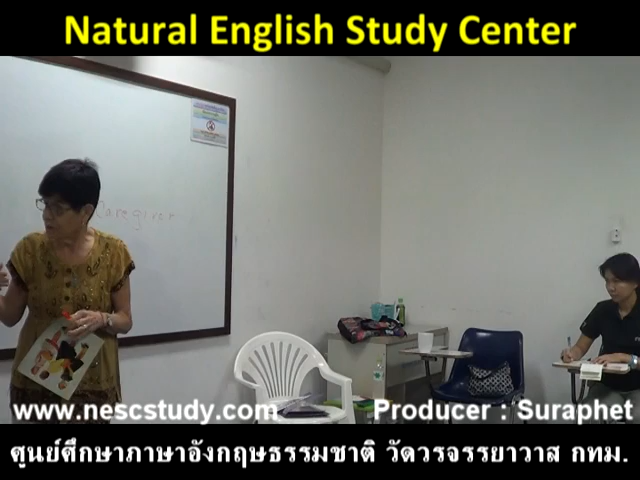 Natural English Study Center
Caregiver
www.nescstudy.com Producer : Suraphet
ศูนย์ศึกษาภาษาอังกฤษธรรมชาติ วัดวรจรรยาวาส กทม.